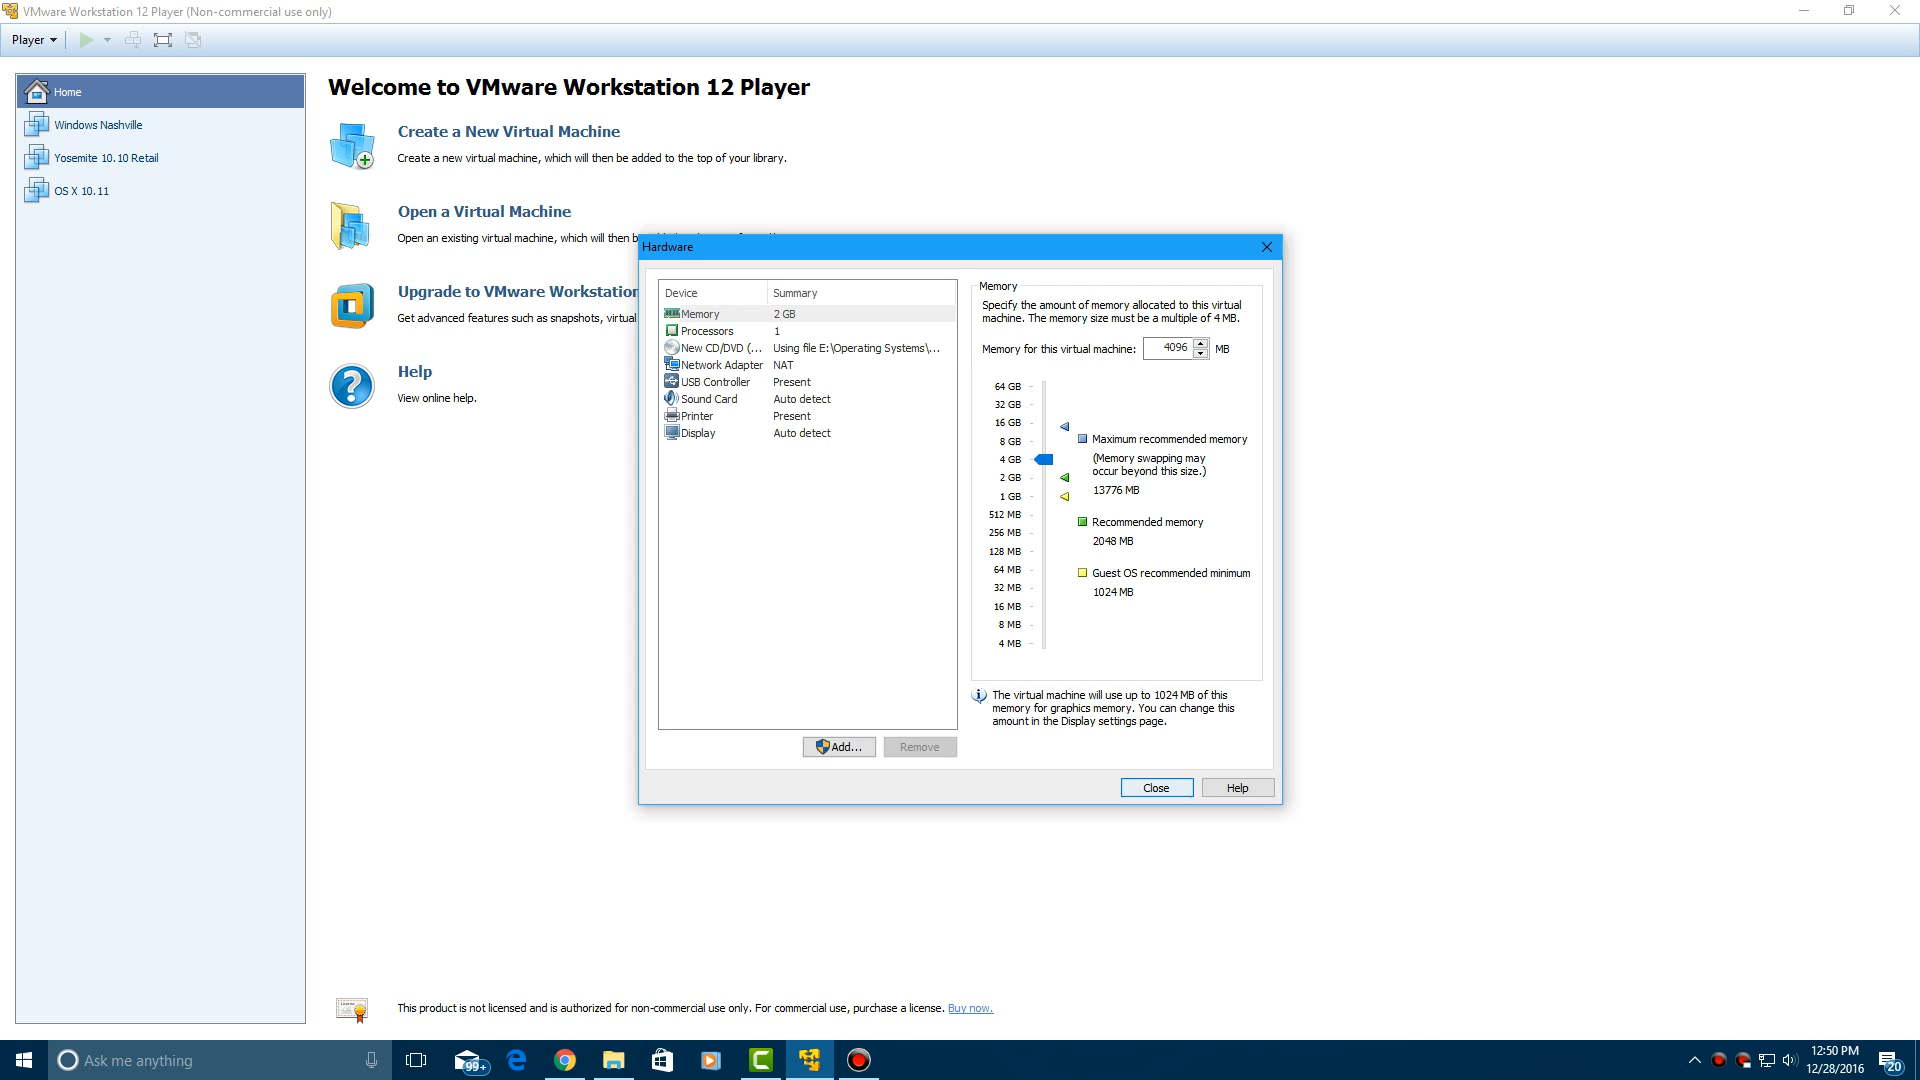 VMware Workstation 12 Player (Non-commercial use only)
Player
Home
Windows Nashville
Yosemite 10.10 Retail
OS X 10.11
Welcome to VMware Workstation 12 Player
Create a New Virtual Machine
Create a new virtual machine, which will then be added to the top of your library.
Open a Virtual Machine
Open an existing virtual machine, which will then b
Upgrade to VMware Workstation
Get advanced features such as snapshots, virtual
Help
View online help.
Hardware
Device Summary
Memory 2 GB
Processors 1
New CD/DVD (... Using file E:\Operating Systems\...
Network Adapter NAT
USB Controller Present
Sound Card Auto detect
Printer Present
Display Auto detect
Add...
Remove
Memory
Specify the amount of memory allocated to this virtual
machine. The memory size must be a multiple of 4 MB.
Memory for this virtual machine: 4096 MB
64 GB
32 GB
16 GB
8 GB
4 GB
2 GB
1 GB
512 MB
256 MB
128 MB
64 MB
32 MB
16 MB
8 MB
4 MB
Maximum recommended memory
(Memory swapping may
occur beyond this size.)
13776 MB
Recommended memory
2048 MB
Guest OS recommended minimum
1024 MB
The virtual machine will use up to 1024 MB of this
memory for graphics memory. You can change this
amount in the Display settings page.
Close
Help
This product is not licensed and is authorized for non-commercial use only. For commercial use, purchase a license. Buy now.
Ask me anything
99+
12:50 PM
12/28/2016
20